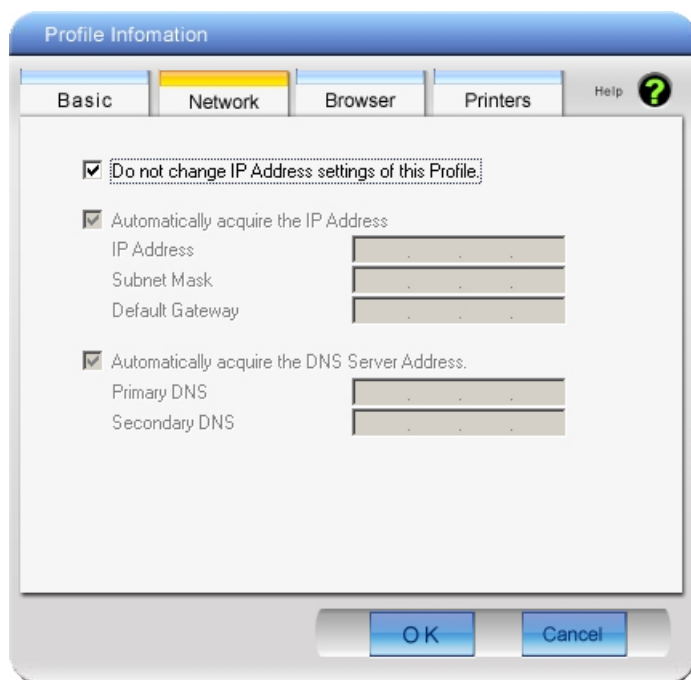 Profile Infomation
Basic Network Browser Printers Help ?
Do not change IP Address settings of this Profile.
Automatically acquire the IP Address
IP Address
Subnet Mask
Default Gateway
Automatically acquire the DNS Server Address.
Primary DNS
Secondary DNS
OK Cancel